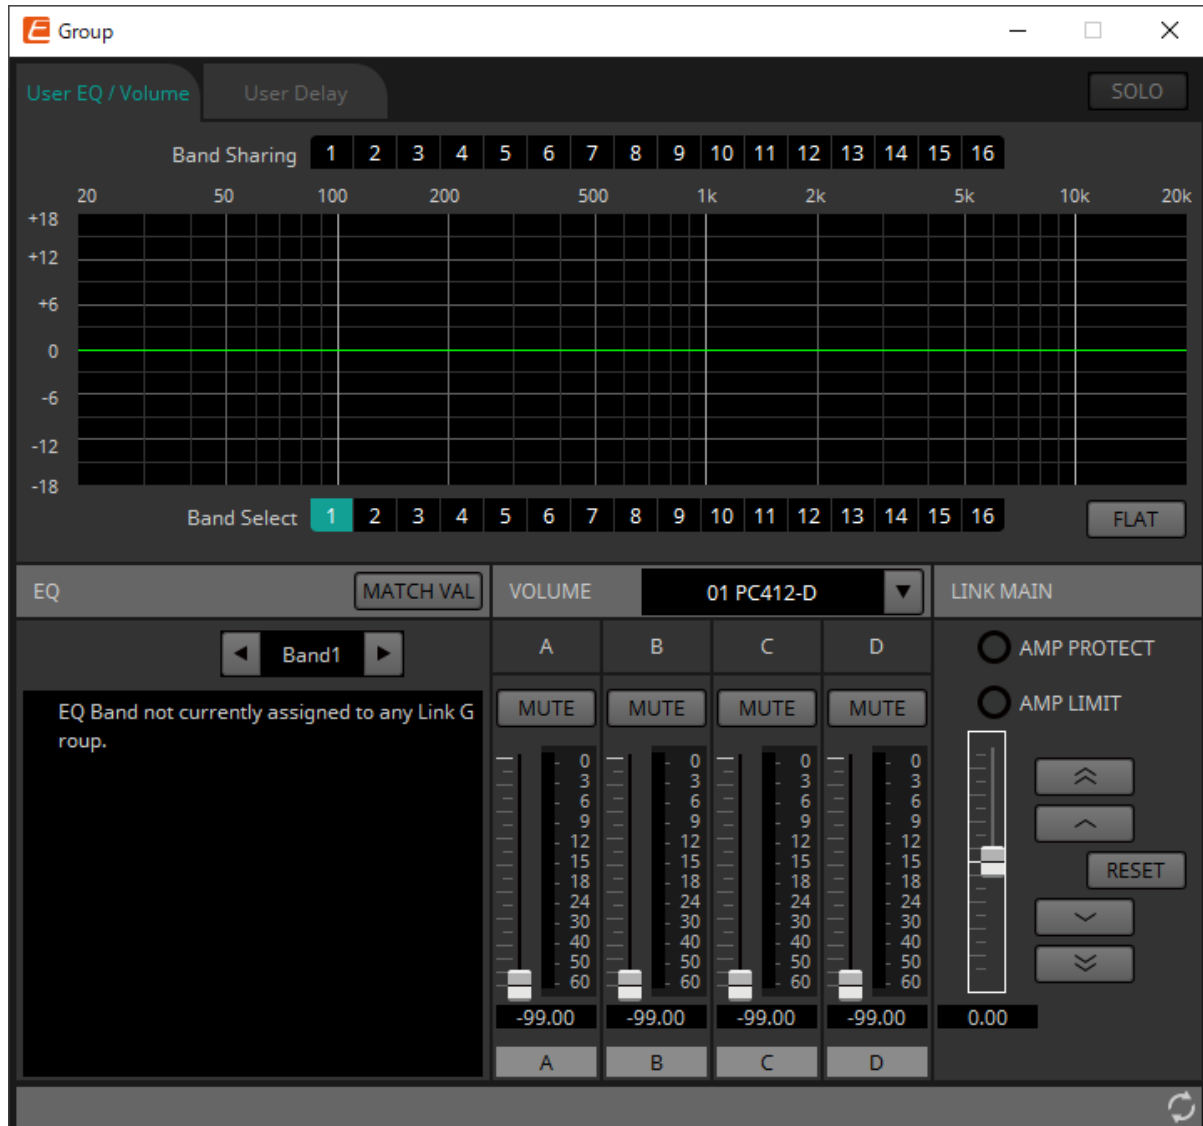 Group
User EQ / Volume User Delay SOLO
Band Sharing 1 2 3 4 5 6 7 8 9 10 11 12 13 14 15 16
20 50 100 200 500 1k 2k 5k 10k 20k
+18
+12
+6
0
-6
-12
-18
Band Select 1 2 3 4 5 6 7 8 9 10 11 12 13 14 15 16 FLAT
EQ MATCH VAL VOLUME 01 PC412-D LINK MAIN
Band1 A B C D AMP PROTECT
EQ Band not currently assigned to any Link G
roup.
MUTE MUTE MUTE MUTE AMP LIMIT
0 0 0 0
3 3 3 3
6 6 6 6
9 9 9 9
12 12 12 12
15 15 15 15
18 18 18 18 RESET
24 24 24 24
30 30 30 30
40 40 40 40
50 50 50 50
60 60 60 60
-99.00 -99.00 -99.00 -99.00 0.00
A B C D